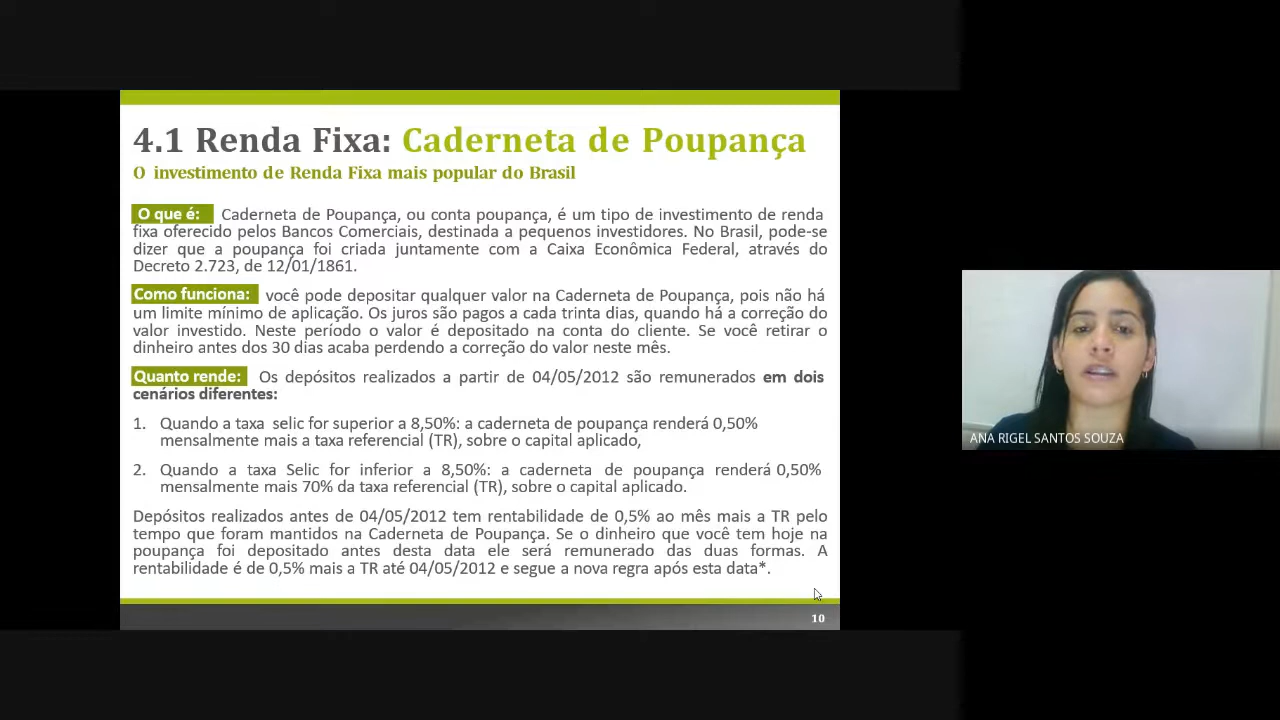 4.1 Renda Fixa: Caderneta de Poupança
O investimento de Renda Fixa mais popular do Brasil
O que é: Caderneta de Poupança, ou conta poupança, é um tipo de investimento de renda
fixa oferecido pelos Bancos Comerciais, destinada a pequenos investidores. No Brasil, pode-se
dizer que a poupança foi criada juntamente com a Caixa Econômica Federal, através do
Decreto 2.723, de 12/01/1861.
Como funciona: você pode depositar qualquer valor na Caderneta de Poupança, pois não há
um limite mínimo de aplicação. Os juros são pagos a cada trinta dias, quando há a correção do
valor investido. Neste período o valor é depositado na conta do cliente. Se você retirar o
dinheiro antes dos 30 dias acaba perdendo a correção do valor neste mês.
Quanto rende: Os depósitos realizados a partir de 04/05/2012 são remunerados em dois
cenários diferentes:
1. Quando a taxa selic for superior a 8,50%: a caderneta de poupança renderá 0,50%
mensalmente mais a taxa referencial (TR), sobre o capital aplicado,
2. Quando a taxa Selic for inferior a 8,50%: a caderneta de poupança renderá 0,50%
mensalmente mais 70% da taxa referencial (TR), sobre o capital aplicado.
Depósitos realizados antes de 04/05/2012 tem rentabilidade de 0,5% ao mês mais a TR pelo
tempo que foram mantidos na Caderneta de Poupança. Se o dinheiro que você tem hoje na
poupança foi depositado antes desta data ele será remunerado das duas formas. A
rentabilidade é de 0,5% mais a TR até 04/05/2012 e segue a nova regra após esta data*.
10
ANA RIGEL SANTOS SOUZA